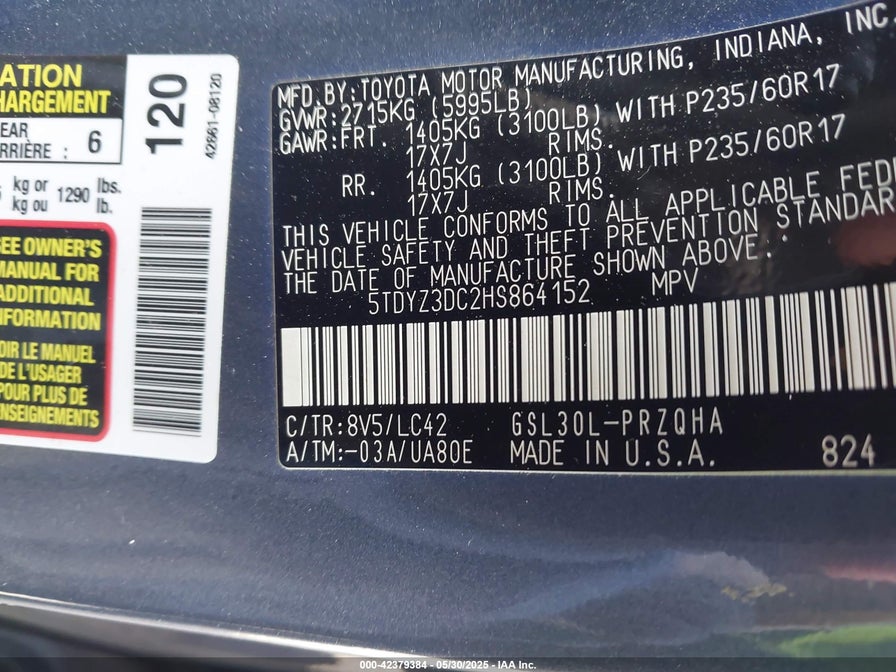 ATION
HARGEMENT
EAR
RRIÈRE : 6
kg or 1290 lbs.
kg ou lb.
EE OWNER'S
MANUAL FOR
ADDITIONAL
INFORMATION
OIR LE MANUEL
DE L'USAGER
POUR PLUS DE
ENSEIGNEMENTS
120
42661-08120
MFD. BY: TOYOTA MOTOR MANUFACTURING, INDIANA, INC
GVWR: 2715KG (5995LB)
GAWR: FRT. 1405KG (3100LB) WITH P235/60R17
17X7J RIMS.
RR. 1405KG (3100LB) WITH P235/60R17
17X7J RIMS.
THIS VEHICLE CONFORMS TO ALL APPLICABLE FEDE
VEHICLE SAFETY AND THEFT PREVENTION STANDAR
THE DATE OF MANUFACTURE SHOWN ABOVE.
5TDYZ3DC2HS864152 MPV
C/TR: 8V5/LC42 GSL30L-PRZQHA
A/TM: -03A/UA80E MADE IN U.S.A. 824
000-42379384 — 05/30/2025 — IAA Inc.